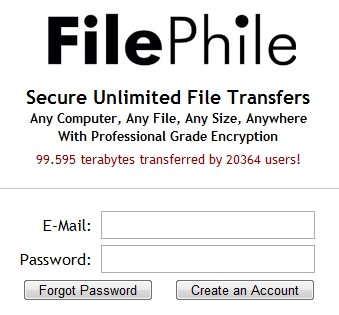 FilePhile
Secure Unlimited File Transfers
Any Computer, Any File, Any Size, Anywhere
With Professional Grade Encryption
99.595 terabytes transferred by 20364 users!
E-Mail:
Password:
Forgot Password Create an Account